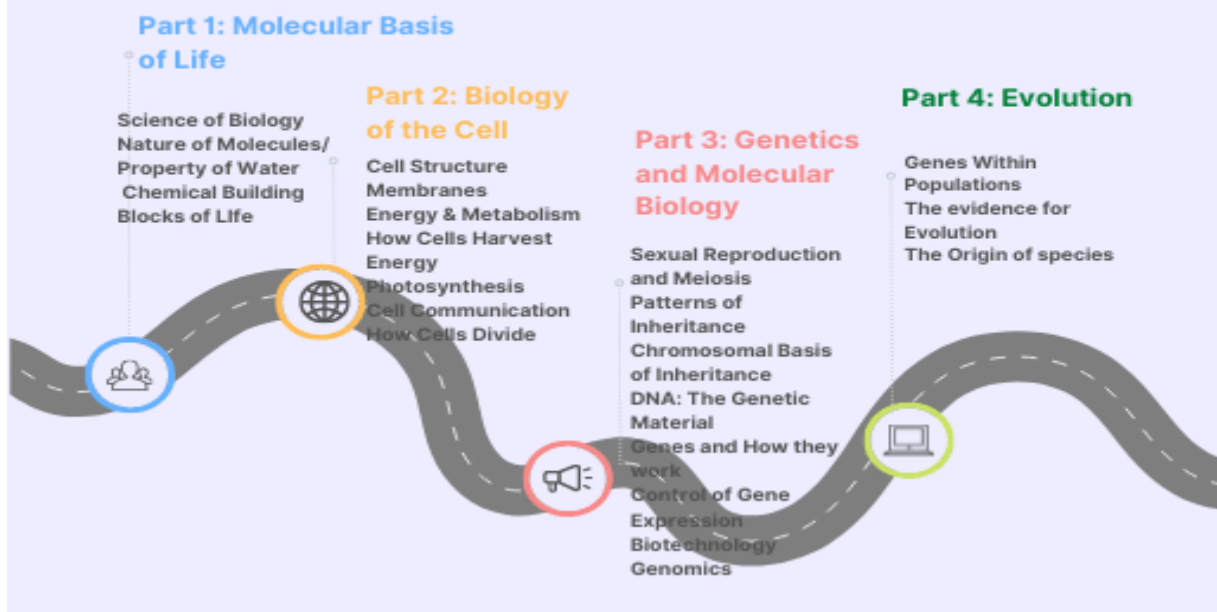 Part 1: Molecular Basis
of Life
Science of Biology
Nature of Molecules/
Property of Water
Chemical Building
Blocks of LIfe
Part 2: Biology
of the Cell
Cell Structure
Membranes
Energy & Metabolism
How Cells Harvest
Energy
Photosynthesis
Cell Communication
How Cells Divide
Part 3: Genetics
and Molecular
Biology
Sexual Reproduction
and Meiosis
Patterns of
Inheritance
Chromosomal Basis
of Inheritance
DNA: The Genetic
Material
Genes and How they
work
Control of Gene
Expression
Biotechnology
Genomics
Part 4: Evolution
Genes Within
Populations
The evidence for
Evolution
The Origin of species